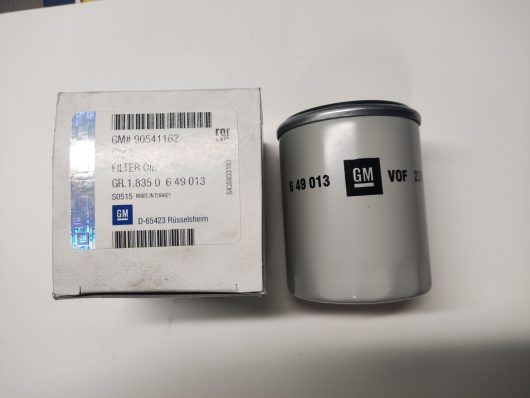 GM# 90541162
FILTER OIL
GR.1.835 0 6 49 013
S0515 MADE IN TURKEY
GM
D-65423 Rüsselsheim
EAC
6 49 013
GM
VOF